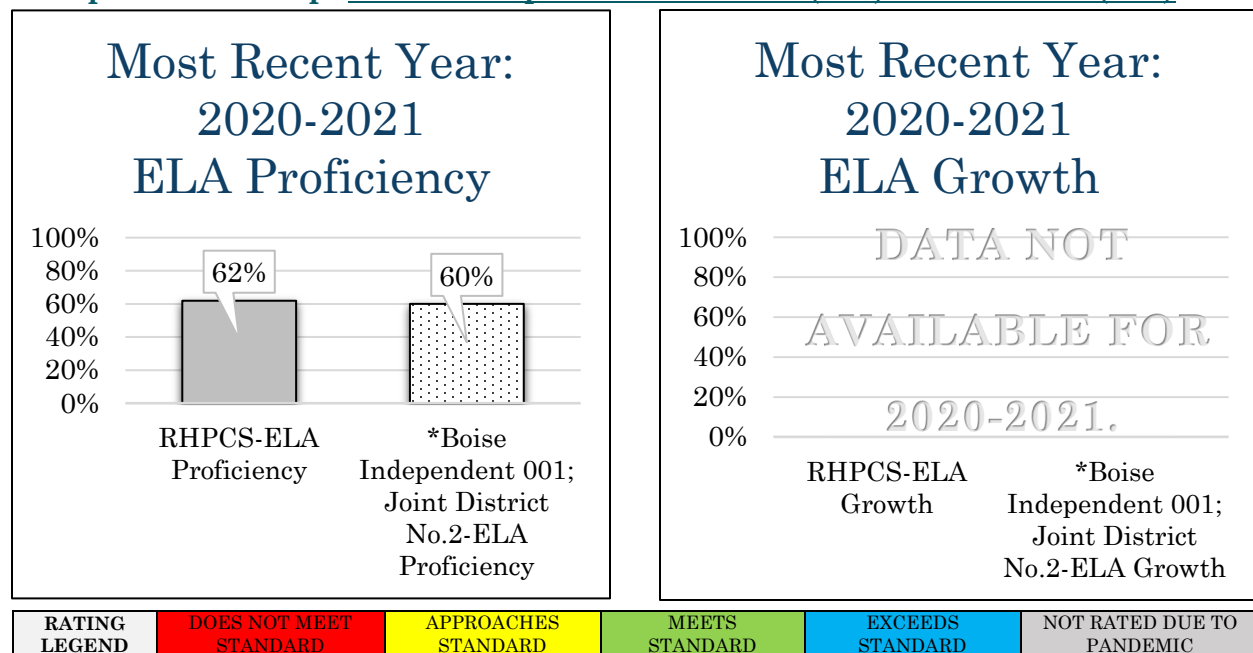 Most Recent Year:
2020-2021
ELA Proficiency
100%
80%
60%
40%
20%
0%
62%
60%
RHPCS-ELA
Proficiency
*Boise
Independent 001;
Joint District
No.2-ELA
Proficiency
Most Recent Year:
2020-2021
ELA Growth
100%
80%
60%
40%
20%
0%
DATA NOT
AVAILABLE FOR
2020-2021.
RHPCS-ELA
Growth
*Boise
Independent 001;
Joint District
No.2-ELA Growth
RATING
LEGEND
DOES NOT MEET
STANDARD
APPROACHES
STANDARD
MEETS
STANDARD
EXCEEDS
STANDARD
NOT RATED DUE TO
PANDEMIC